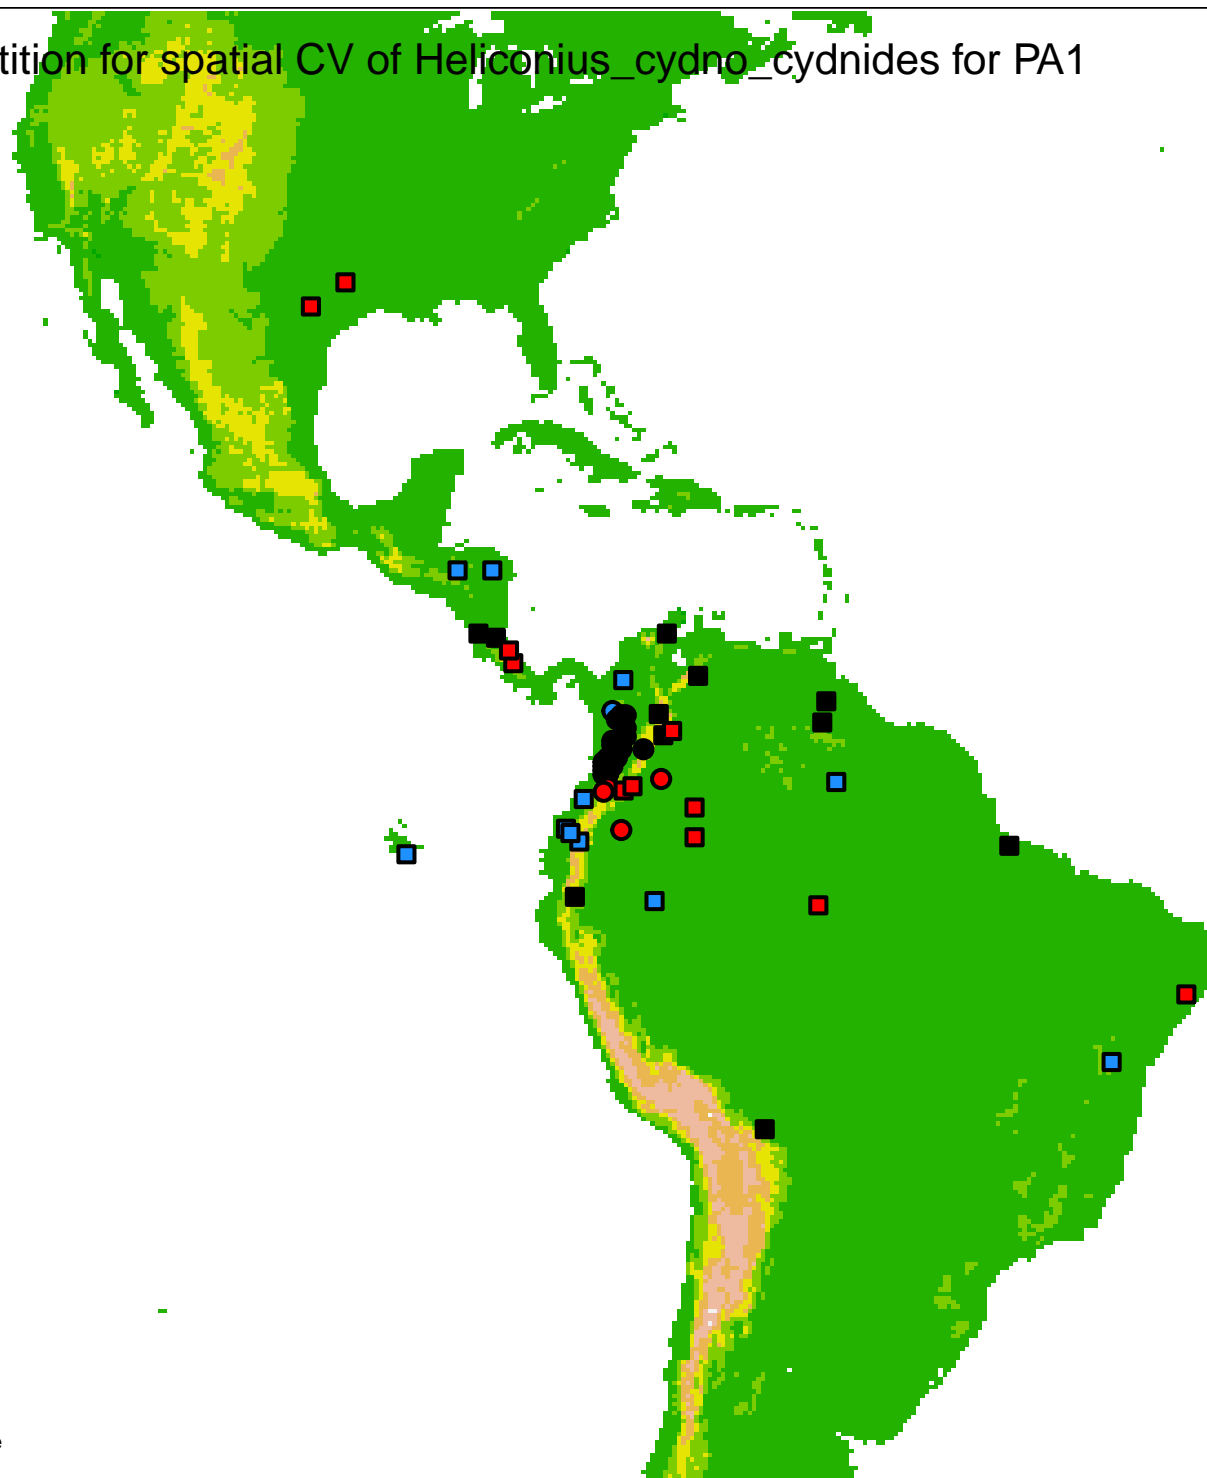 tition for spatial CV of Heliconius_cydno_cydnides for PA1